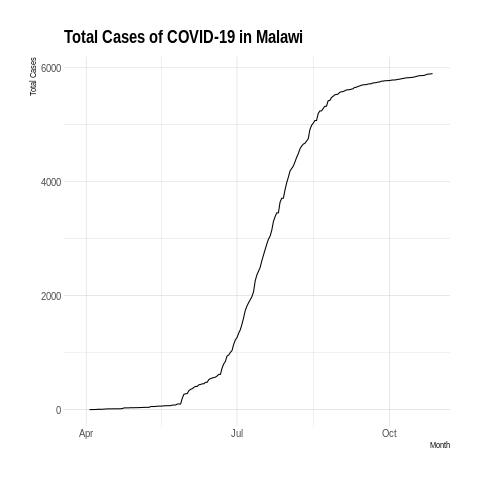 Total Cases of COVID-19 in Malawi
Total Cases
6000
4000
2000
0
Apr
Jul
Oct
Month